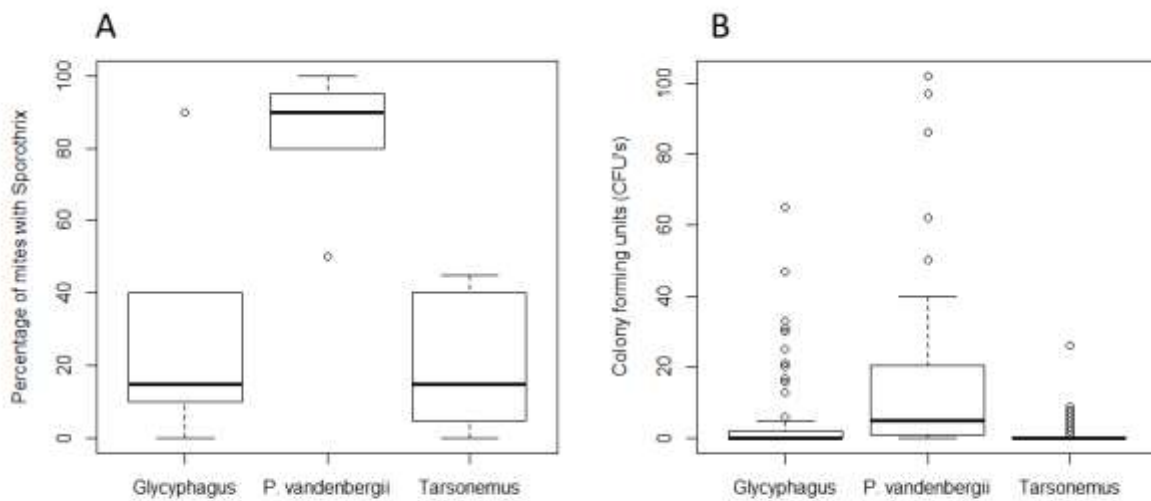 A
Percentage of mites with Sporothrix
100
80
60
40
20
0
Glycyphagus P. vandenbergii Tarsonemus
B
Colony forming units (CFU's)
100
80
60
40
20
0
Glycyphagus P. vandenbergii Tarsonemus